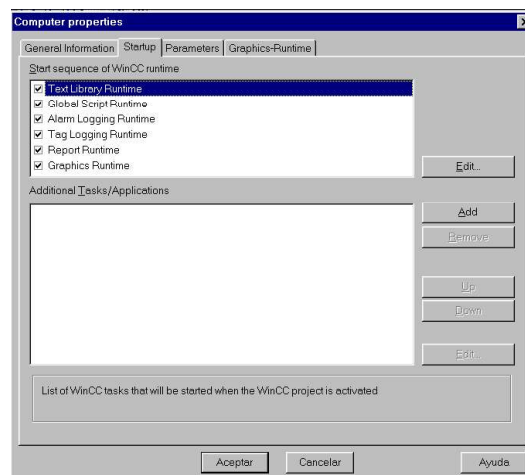 Computer properties
General Information Startup Parameters Graphics-Runtime
Start sequence of WinCC runtime
Text Library Runtime
Global Script Runtime
Alarm Logging Runtime
Tag Logging Runtime
Report Runtime
Graphics Runtime
Edit...
Additional Tasks/Applications
Add
Remove
Up
Down
Edit...
List of WinCC tasks that will be started when the WinCC project is activated
Aceptar Cancelar Ayuda